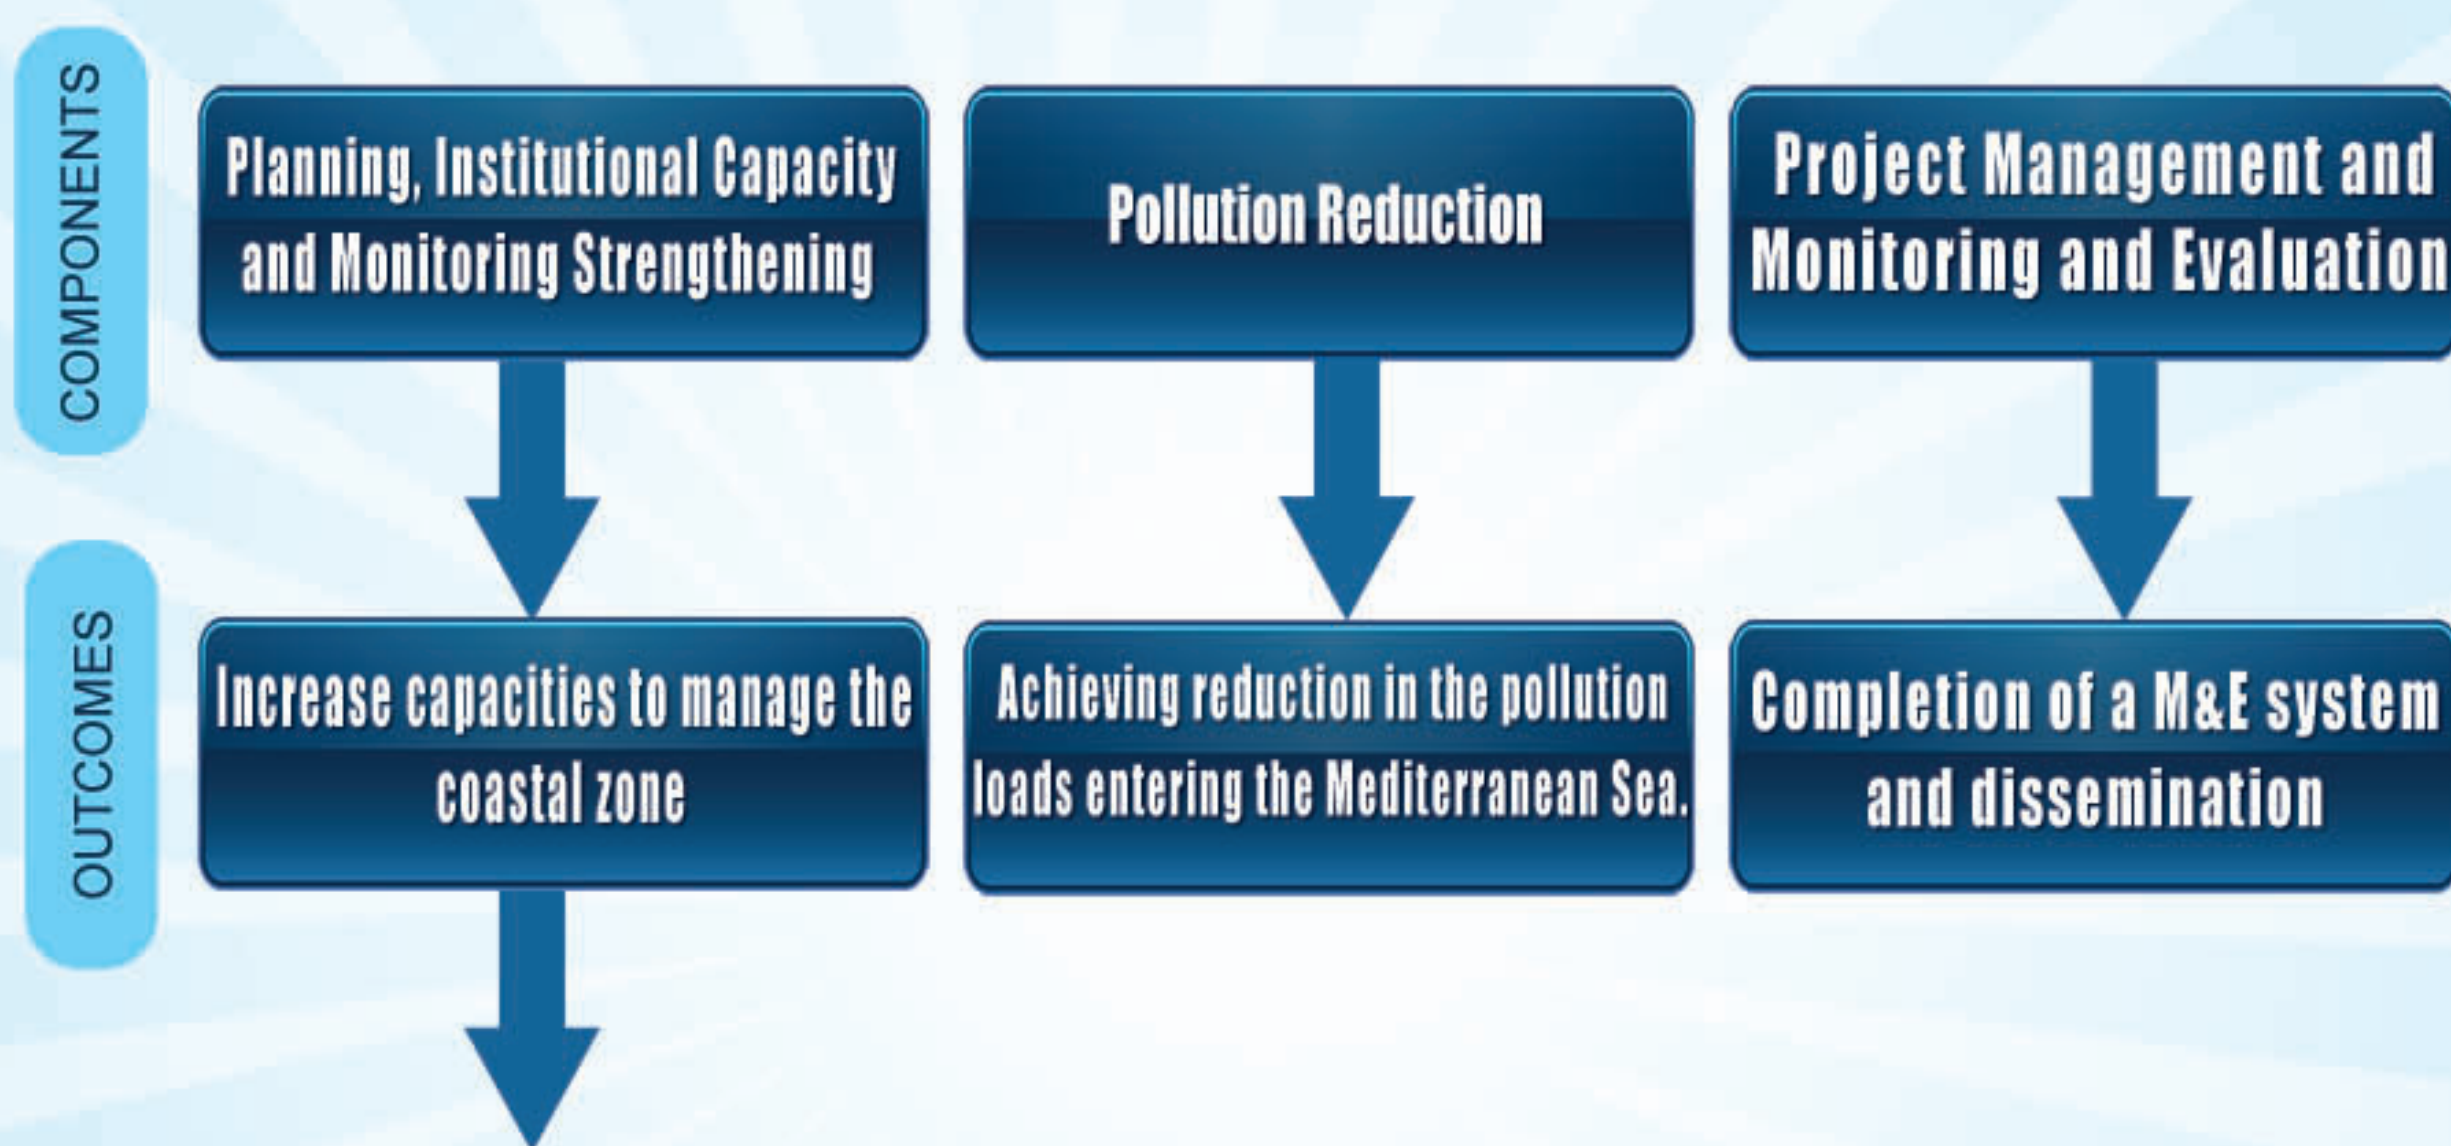 COMPONENTS
Planning, Institutional Capacity
and Monitoring Strengthening
Pollution Reduction
Project Management and
Monitoring and Evaluation
OUTCOMES
Increase capacities to manage the
coastal zone
Achieving reduction in the pollution
loads entering the Mediterranean Sea.
Completion of a M&E system
and dissemination